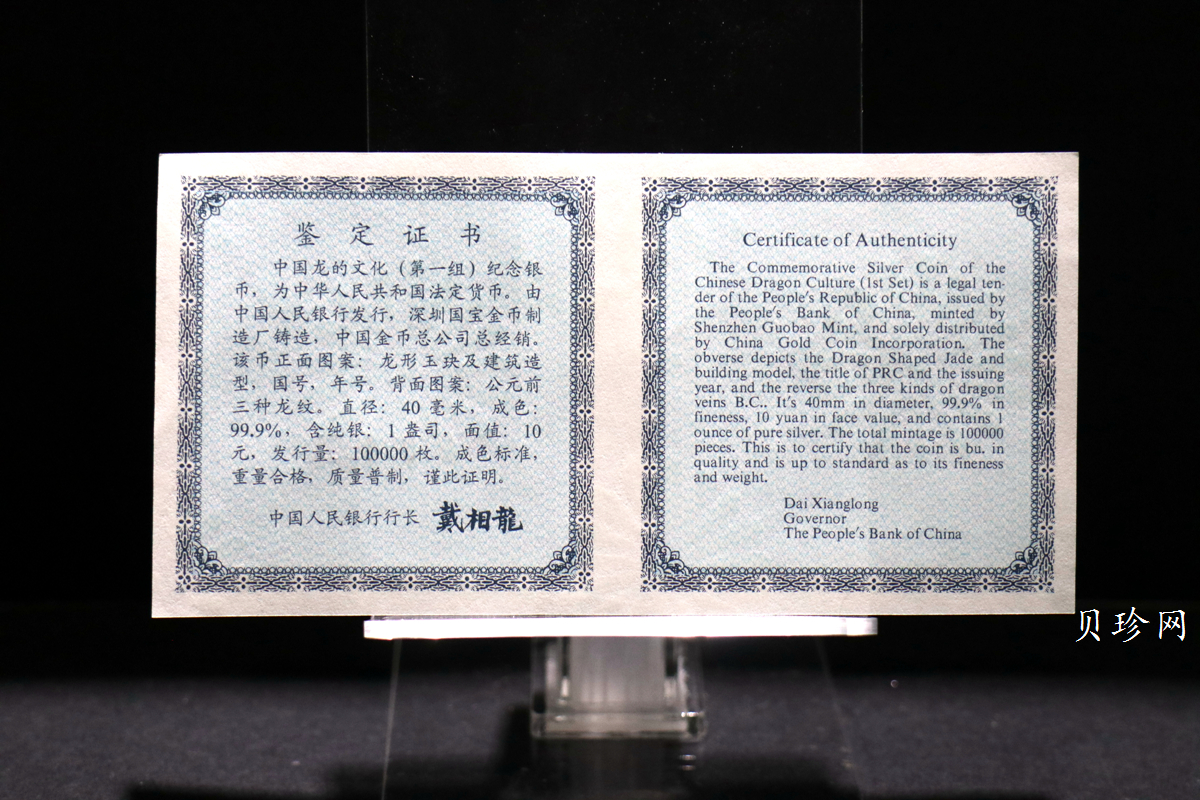 鉴定证书
中国龙的文化（第一组）纪念银
币，为中华人民共和国法定货币。由
中国人民银行发行，深圳国宝金币制
造厂铸造，中国金币总公司总经销。
该币正面图案：龙形玉玦及建筑造
型，国号，年号。背面图案：公元前
三种龙纹。直径：40毫米，成色：
99.9%，含纯银：1盎司，面值：10
元，发行量：100000枚。成色标准，
重量合格，质量普制，谨此证明。
中国人民银行行长 戴相龍
Certificate of Authenticity
The Commemorative Silver Coin of the
Chinese Dragon Culture (1st Set) is a legal ten-
der of the People's Republic of China, issued by
the People's Bank of China, minted by
Shenzhen Guobao Mint, and solely distributed
by China Gold Coin Incorporation. The
obverse depicts the Dragon Shaped Jade and
building model, the title of PRC and the issuing
year, and the reverse the three kinds of dragon
veins B.C.. It's 40mm in diameter, 99.9% in
fineness, 10 yuan in face value, and contains 1
ounce of pure silver. The total mintage is 100000
pieces. This is to certify that the coin is bu. in
quality and is up to standard as to its fineness
and weight.
Dai Xianglong
Governor
The People's Bank of China
贝珍网